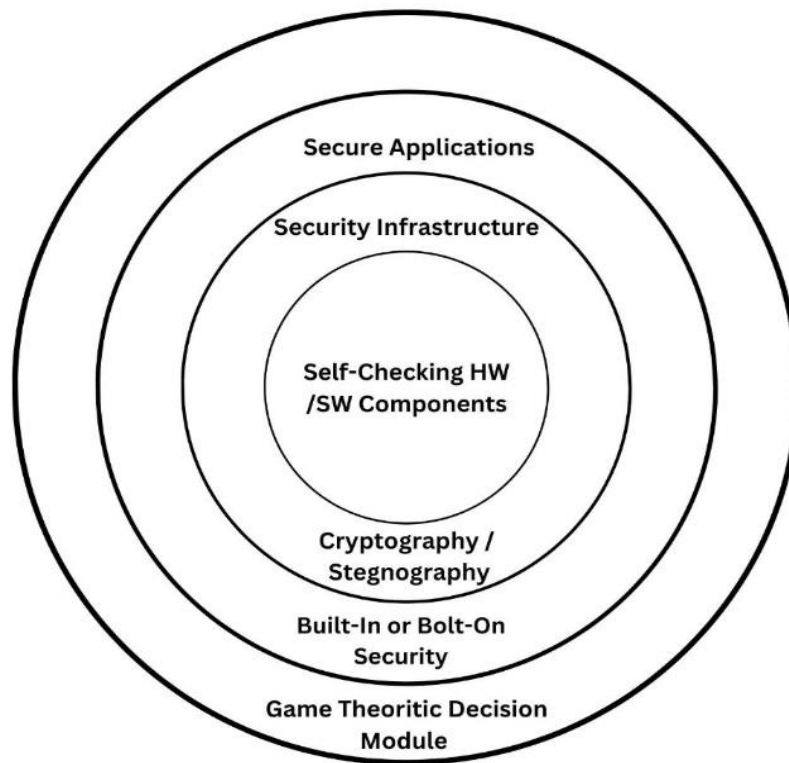 Secure Applications
Security Infrastructure
Self-Checking HW
/SW Components
Cryptography /
Stegnography
Built-In or Bolt-On
Security
Game Theoritic Decision
Module